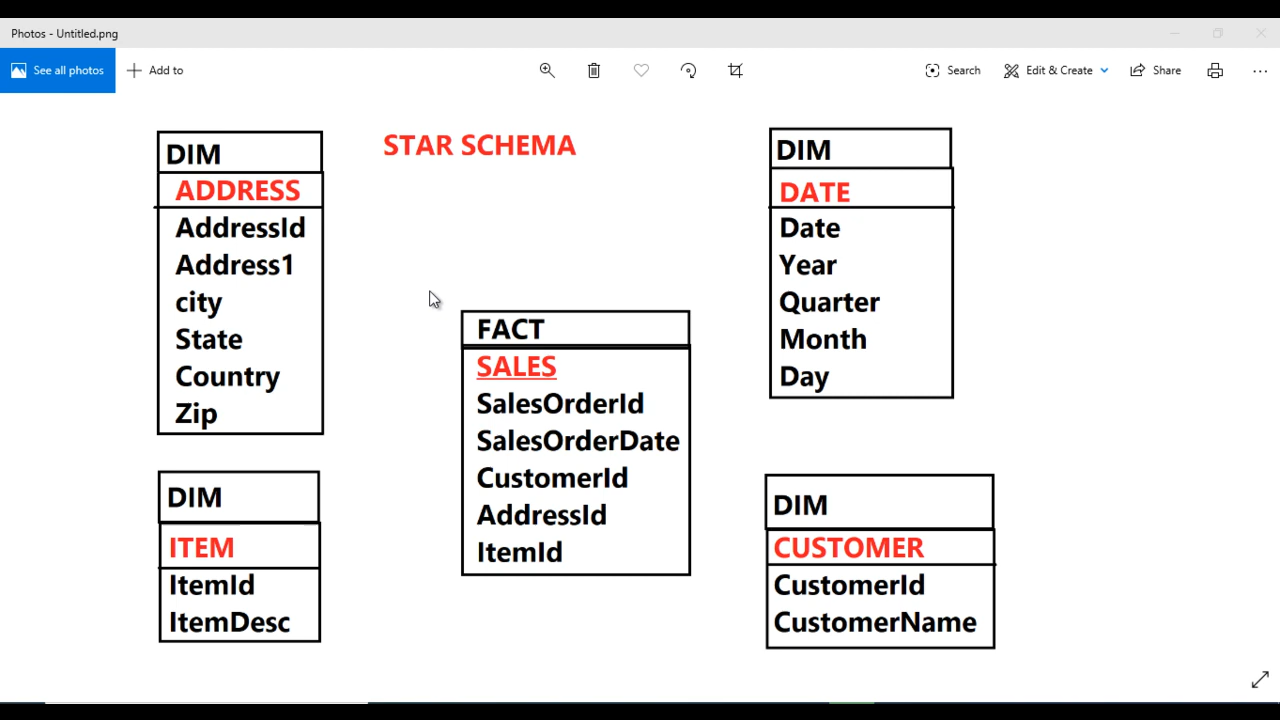 Photos - Untitled.png
See all photos
Add to
Search
Edit & Create
Share
STAR SCHEMA
DIM
ADDRESS
AddressId
Address1
city
State
Country
Zip
DIM
DATE
Date
Year
Quarter
Month
Day
FACT
SALES
SalesOrderId
SalesOrderDate
CustomerId
AddressId
ItemId
DIM
ITEM
ItemId
ItemDesc
DIM
CUSTOMER
CustomerId
CustomerName